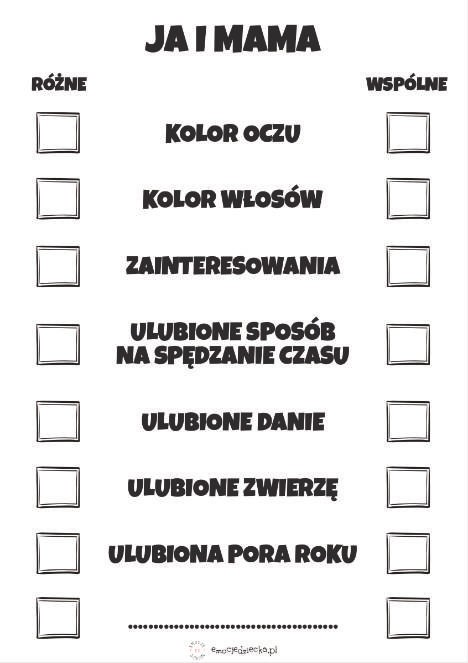 JA I MAMA
RÓŻNE WSPÓLNE
KOLOR OCZU
KOLOR WŁOSÓW
ZAINTERESOWANIA
ULUBIONE SPOSÓB
NA SPĘDZANIE CZASU
ULUBIONE DANIE
ULUBIONE ZWIERZĘ
ULUBIONA PORA ROKU
........................................
emocjedziecka.pl